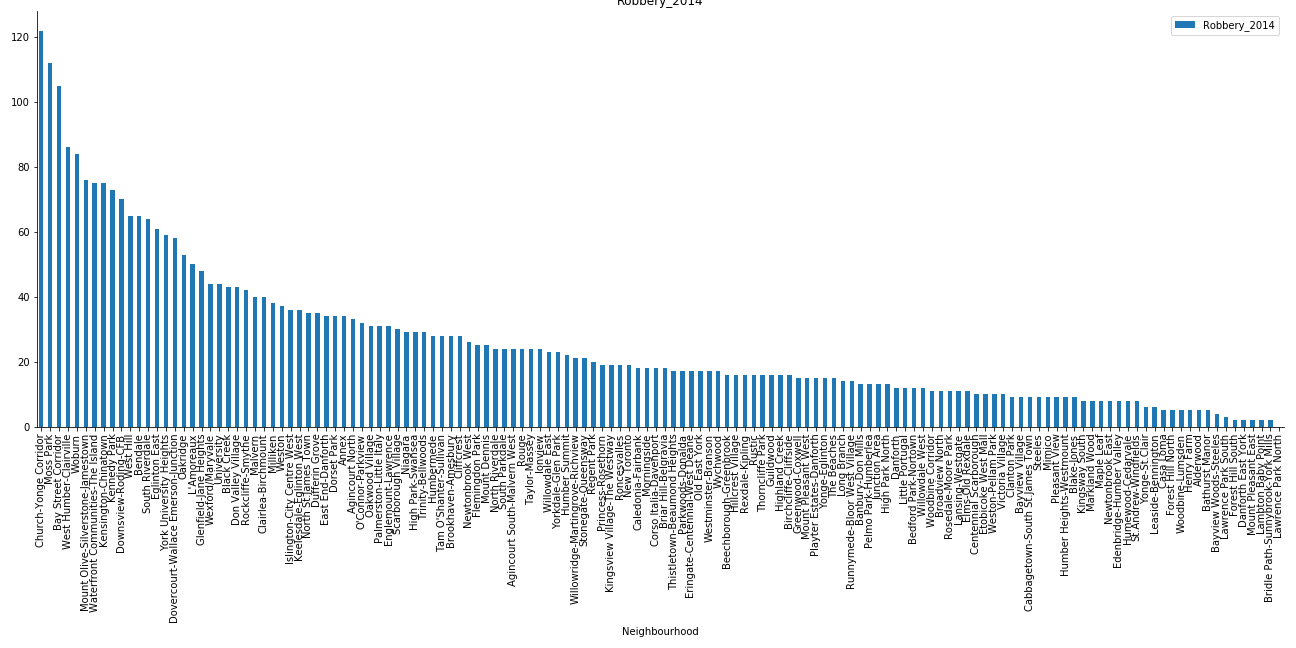 Robbery_2014
Robbery_2014
120
100
80
60
40
20
0
Church-Yonge Corridor
Moss Park
Bay Street Corridor
West Humber-Clairville
Woburn
Mount Olive-Silverstone-Jamestown
Waterfront Communities-The Island
Kensington-Chinatown
Kennedy Park
Downsview-Roding-CFB
West Hill
Bendale
South Riverdale
Eglinton East
York University Heights
Dovercourt-Wallace Emerson-Junction
Oakridge
L'Amoreaux
Glenfield-Jane Heights
Wexford/Maryvale
University
Black Creek
Don Valley Village
Rockcliffe-Smythe
Malvern
Clairlea-Birchmount
Milliken
Weston
Islington-City Centre West
Keelesdale-Eglinton West
North St.James Town
Dufferin Grove
East End-Danforth
Dorset Park
Annex
Agincourt North
O'Connor-Parkview
Oakwood Village
Palmerston-Little Italy
Englemount-Lawrence
Scarborough Village
Niagara
High Park-Swansea
Trinity-Bellwoods
Humbermede
Tam O'Shanter-Sullivan
Brookhaven-Amesbury
Cliffcrest
Newtonbrook West
Flemingdon Park
Mount Dennis
North Riverdale
South Parkdale
Agincourt South-Malvern West
Rouge
Taylor-Massey
Ionview
Willowdale East
Yorkdale-Glen Park
Humber Summit
Willowridge-Martingrove-Richview
Stonegate-Queensway
Regent Park
Princess-Rosethorn
Kingsview Village-The Westway
Roncesvalles
New Toronto
Caledonia-Fairbank
Morningside
Corso Italia-Davenport
Briar Hill-Belgravia
Thistletown-Beaumond Heights
Parkwoods-Donalda
Eringate-Centennial-West Deane
Old East York
Westminster-Branson
Wychwood
Beechborough-Greenbrook
Hillcrest Village
Rexdale-Kipling
Rustic
Thorncliffe Park
Guildwood
Highland Creek
Birchcliffe-Cliffside
Greenwood-Coxwell
Mount Pleasant West
Playter Estates-Danforth
Yonge-Eglinton
The Beaches
Long Branch
Runnymede-Bloor West Village
Banbury-Don Mills
Pelmo Park-Humberlea
Junction Area
High Park North
Danforth
Little Portugal
Bedford Park-Nortown
Willowdale West
Woodbine Corridor
Broadview North
Rosedale-Moore Park
Lansing-Westgate
Elms-Old Rexdale
Centennial Scarborough
Etobicoke West Mall
Weston-Pellam Park
Victoria Village
Clanton Park
Bayview Village
Cabbagetown-South St.James Town
Steeles
Mimico
Pleasant View
Humber Heights-Westmount
Blake-Jones
Kingsway South
Markland Wood
Maple Leaf
Newtonbrook East
Edenbridge-Humber Valley
Humewood-Cedarvale
St.Andrew-Windfields
Yonge-St.Clair
Leaside-Bennington
Casa Loma
Forest Hill North
Woodbine-Lumsden
Henry Farm
Alderwood
Bathurst Manor
Bayview Woods-Steeles
Lawrence Park South
Forest Hill South
Danforth East York
Mount Pleasant East
Lambton Baby Point
Bridle Path-Sunnybrook-York Mills
Lawrence Park North
Neighbourhood